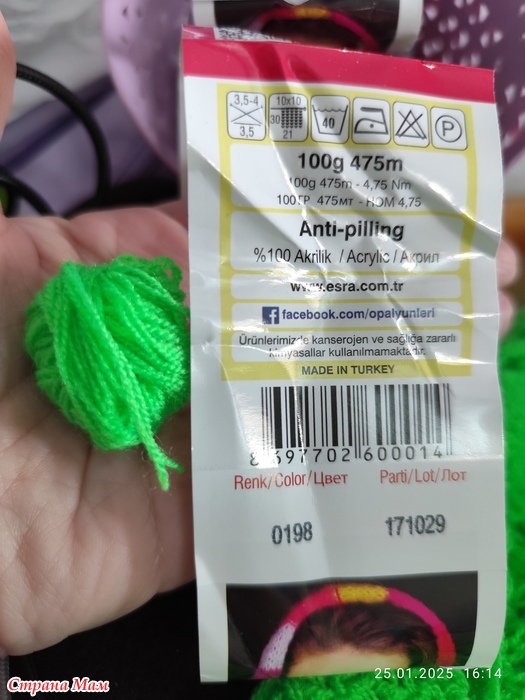 3,5-4
3,5
10x10
30
21
40
P
100g 475m
100g 475m - 4,75 Nm
100ГР 475мт - НОМ 4,75
Anti-pilling
%100 Akrilik / Acrylic / Акрил
www.esra.com.tr
facebook.com/opalyunleri
Ürünlerimizde kanserojen ve sağlığa zararlı
kimyasallar kullanılmamaktadır.
MADE IN TURKEY
8 697702 600014
Renk/Color/Цвет Parti/Lot/Лот
0198 171029
25.01.2025 16:14
Страна Мам